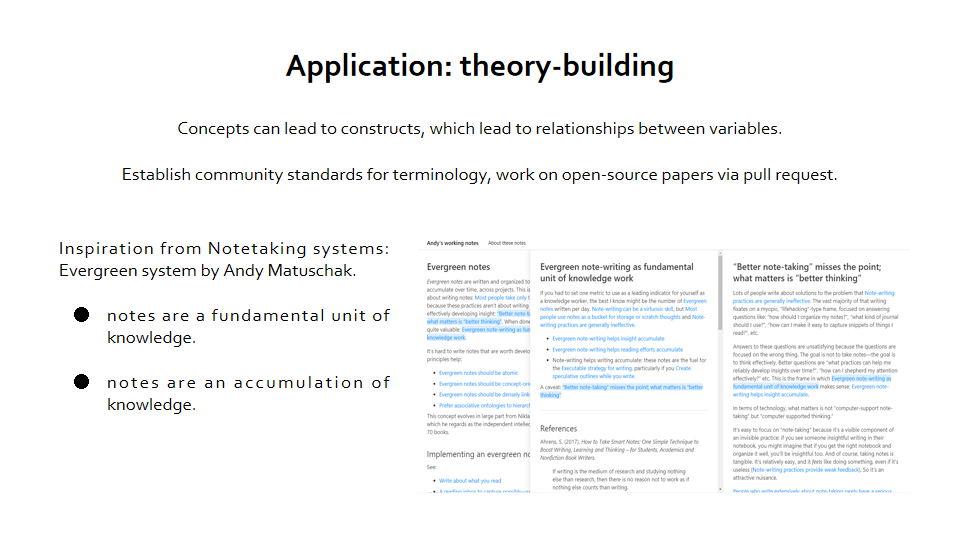 Application: theory-building
Concepts can lead to constructs, which lead to relationships between variables.
Establish community standards for terminology, work on open-source papers via pull request.
Inspiration from Notetaking systems:
Evergreen system by Andy Matuschak.
notes are a fundamental unit of
knowledge.
notes are an accumulation of
knowledge.
Andy's working notes About these notes
Evergreen notes
Evergreen notes are written and organized to
accumulate over time, across projects. This is
about writing notes: Most people take only t
because these practices aren't about writing
effectively developing insight: "Better note-t
what matters is "better thinking". When done
quite valuable: Evergreen note-writing as fun
knowledge work.
It's hard to write notes that are worth develo
principles help:
Evergreen notes should be atomic
Evergreen notes should be concept-orie
Evergreen notes should be densely linke
Prefer associative ontologies to hierarch
This concept evolves in large part from Nikla
which he regards as the independent intellec
70 books.
Implementing an evergreen no
See:
Write about what you read
Evergreen note-writing as fundamental
unit of knowledge work
If you had to set one metric to use as a leading indicator for yourself as
a knowledge worker, the best I know might be the number of Evergreen
notes written per day. Note-writing can be a virtuosic skill, but Most
people use notes as a bucket for storage or scratch thoughts and Note-
writing practices are generally ineffective.
Evergreen note-writing helps insight accumulate
Evergreen note-writing helps reading efforts accumulate
Note-writing helps writing accumulate: these notes are the fuel for
the Executable strategy for writing, particularly if you Create
speculative outlines while you write.
A caveat: "Better note-taking" misses the point; what matters is "better
thinking"
References
Ahrens, S. (2017). How to Take Smart Notes: One Simple Technique to
Boost Writing, Learning and Thinking – for Students, Academics and
Nonfiction Book Writers.
If writing is the medium of research and studying nothing
else than research, then there is no reason not to work as if
nothing else counts than writing.
"Better note-taking" misses the point;
what matters is "better thinking"
Lots of people write about solutions to the problem that Note-writing
practices are generally ineffective. The vast majority of that writing
fixates on a myopic, "lifehacking"-type frame, focused on answering
questions like: "how should I organize my notes?", "what kind of journal
should I use?", "how can I make it easy to capture snippets of things I
read?", etc.
Answers to these questions are unsatisfying because the questions are
focused on the wrong thing. The goal is not to take notes—the goal is
to think effectively. Better questions are "what practices can help me
reliably develop insights over time?", "how can I shepherd my attention
effectively?" etc. This is the frame in which Evergreen note-writing as
fundamental unit of knowledge work makes sense: Evergreen note-
writing helps insight accumulate.
In terms of technology, what matters is not "computer-support note-
taking" but "computer supported thinking."
It's easy to focus on "note-taking" because it's a visible component of
an invisible practice: if you see someone insightful writing in their
notebook, you might imagine that if you get the right notebook and
organize it well, you'll be insightful too. And of course, taking notes is
tangible. It's relatively easy, and it feels like doing something, even if it's
useless (Note-writing practices provide weak feedback). So it's an
attractive nuisance.